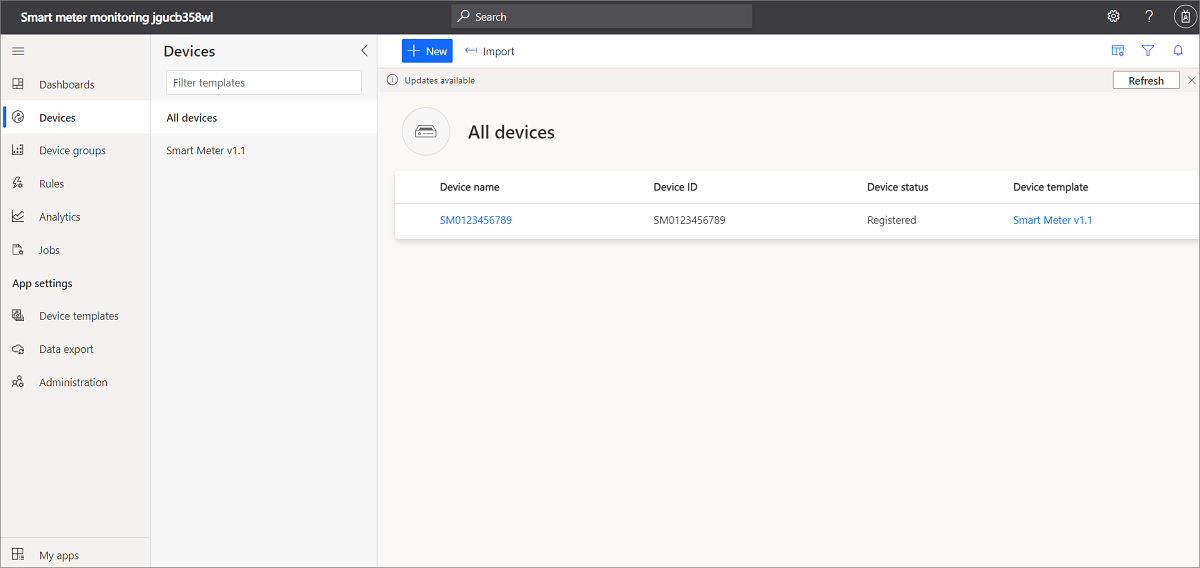 Smart meter monitoring jgucb358wl
Search
?
Dashboards
Devices
Device groups
Rules
Analytics
Jobs
App settings
Device templates
Data export
Administration
My apps
Devices
Filter templates
All devices
Smart Meter v1.1
New
Import
Updates available
Refresh
All devices
Device name Device ID Device status Device template
SM0123456789 SM0123456789 Registered Smart Meter v1.1